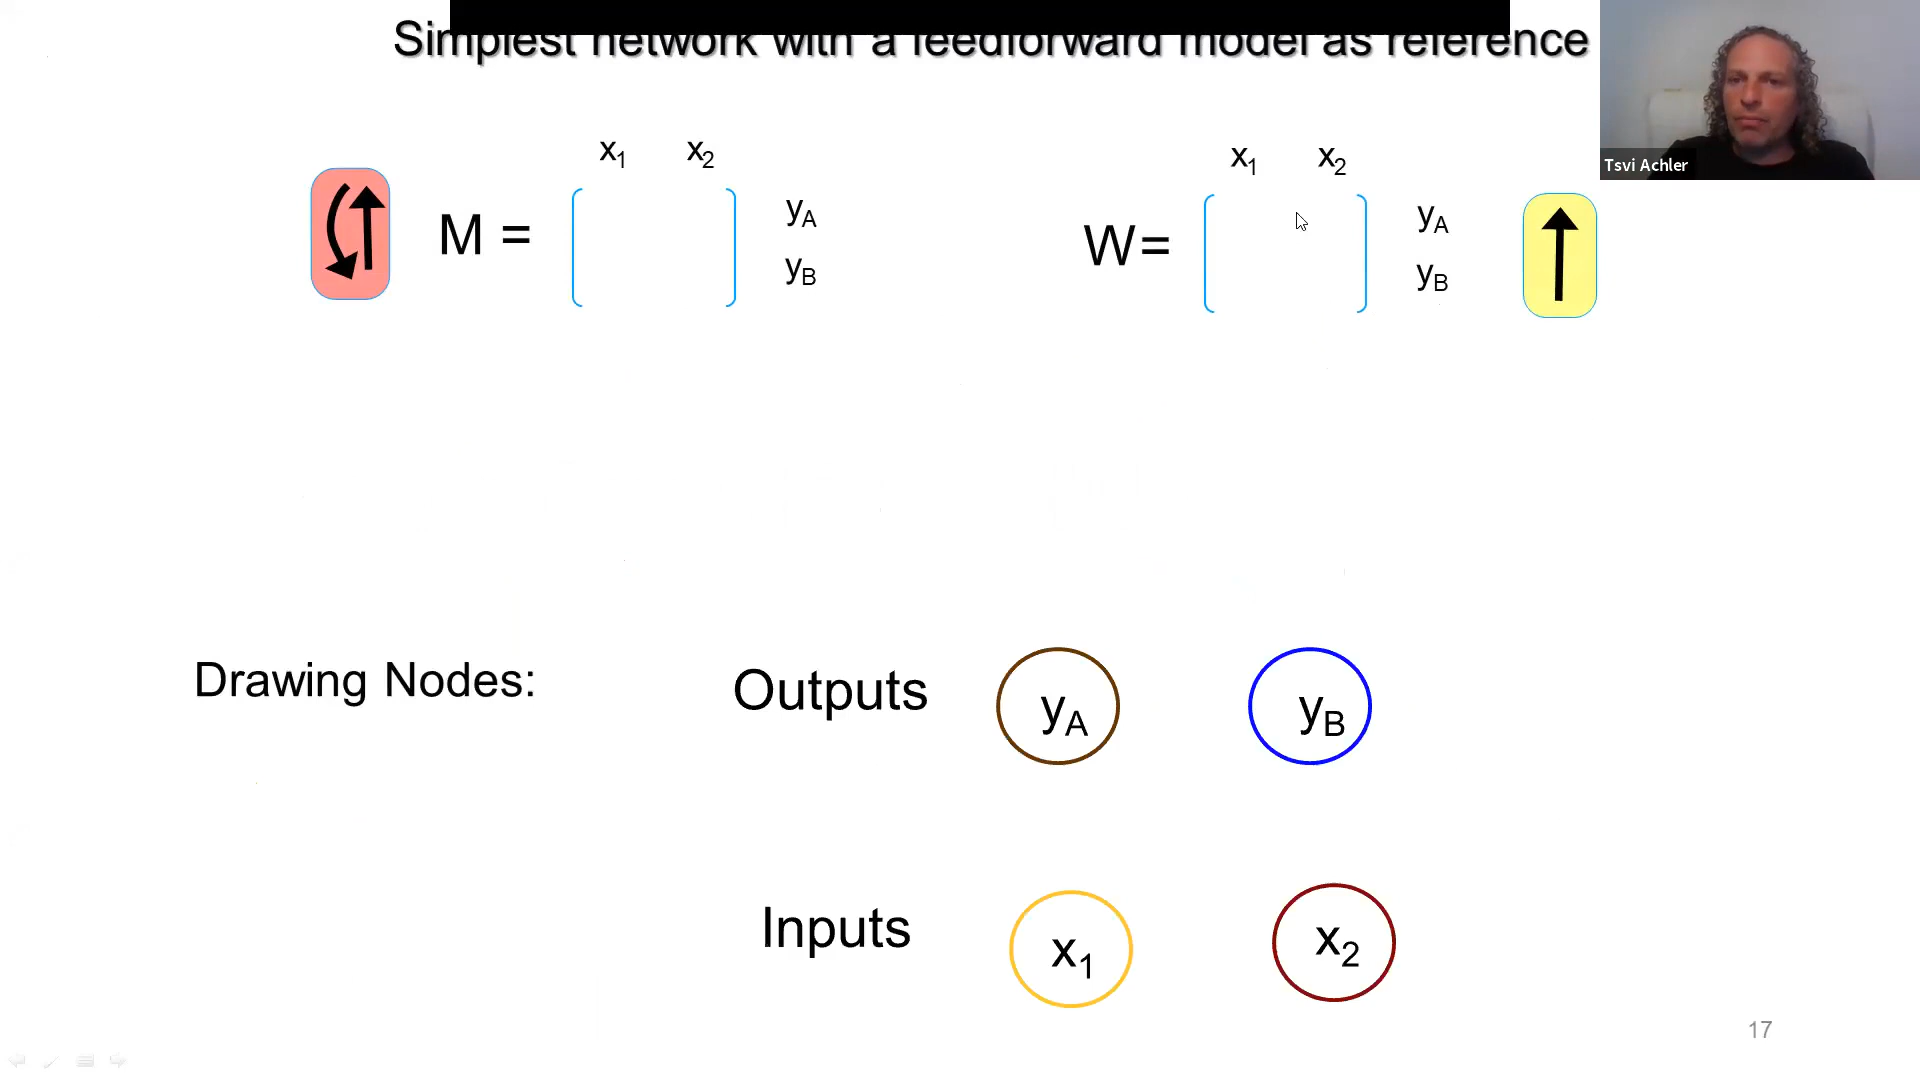 Simplest network with a feedforward model as reference
Tsvi Achler
x1 x2
M =
yA
yB
x1 x2
W=
yA
yB
Drawing Nodes:
Outputs
yA
yB
Inputs
x1
x2
17